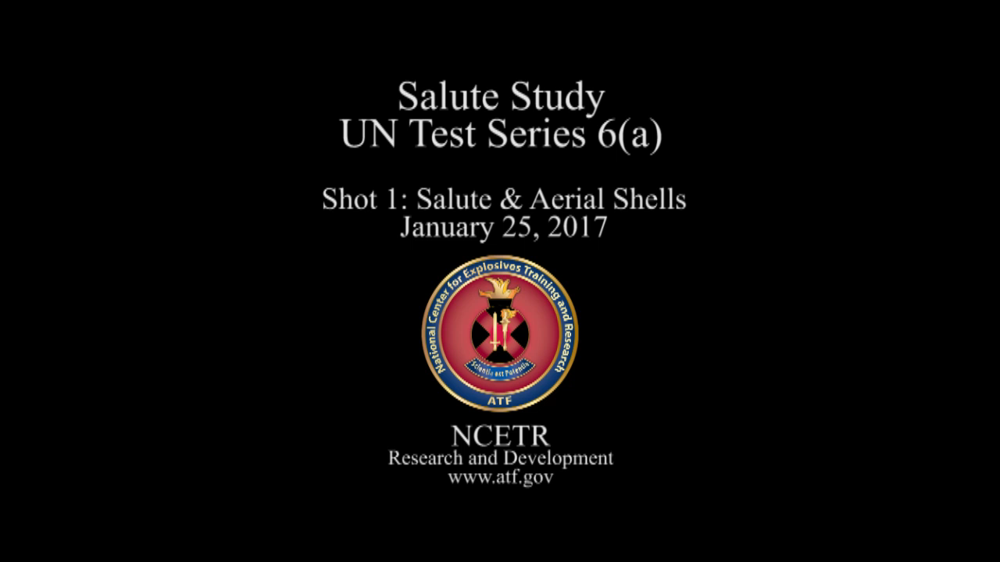 Salute Study
UN Test Series 6(a)
Shot 1: Salute & Aerial Shells
January 25, 2017
National Center for Explosives Training and Research
Scientia est Potentia
ATF
NCETR
Research and Development
www.atf.gov